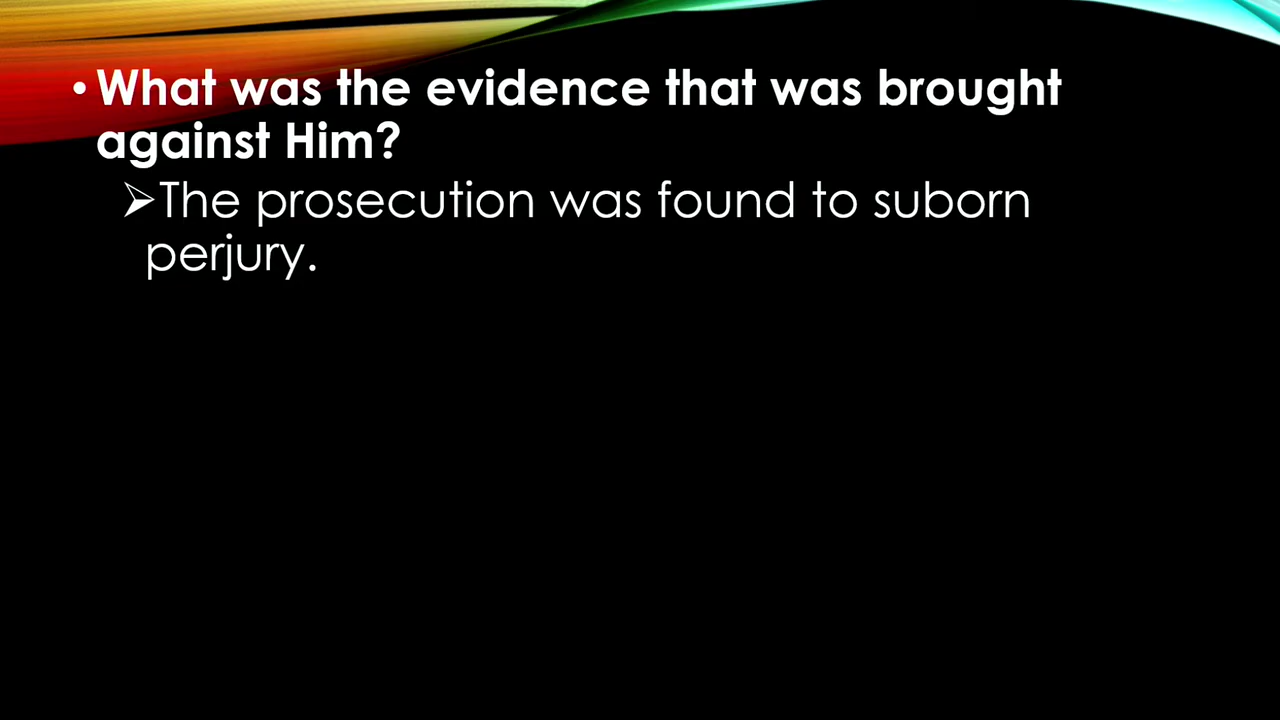 • What was the evidence that was brought
against Him?
➢The prosecution was found to suborn
perjury.